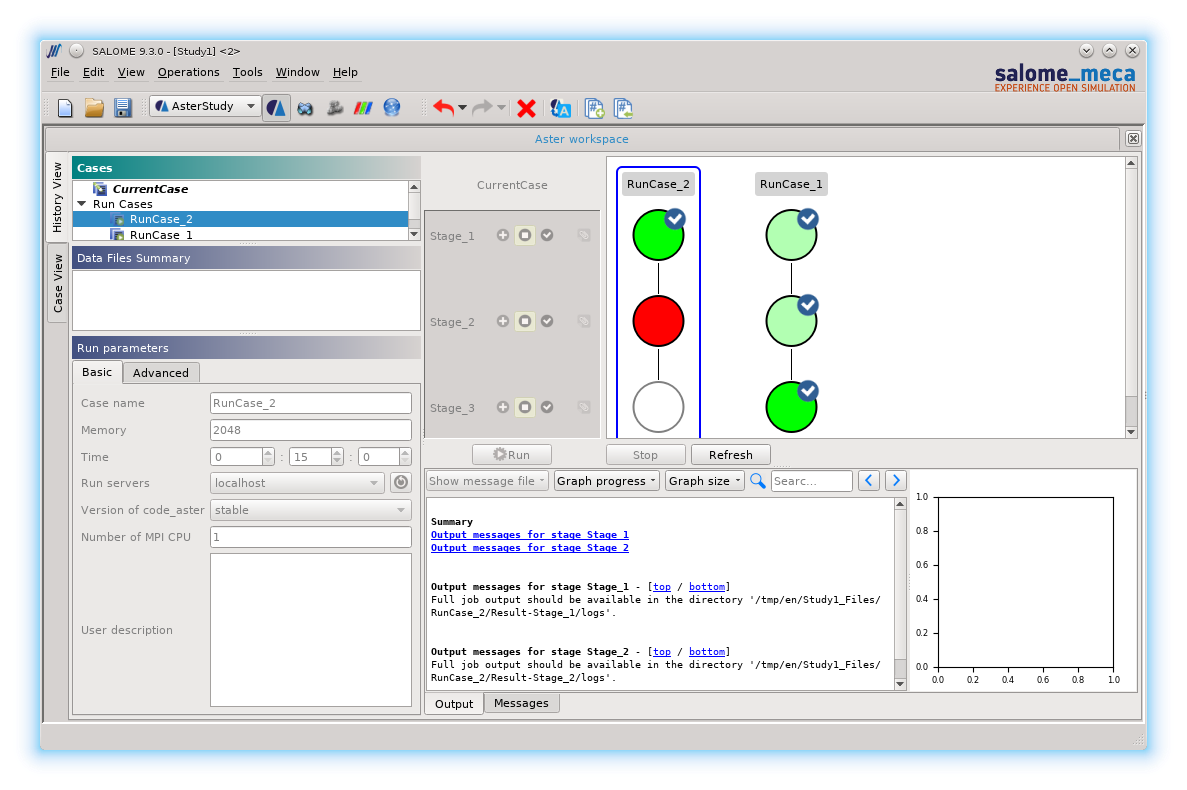 SALOME 9.3.0 - [Study1] <2>
File Edit View Operations Tools Window Help
salome_meca
EXPERIENCE OPEN SIMULATION
AsterStudy
Aster workspace
History View
Case View
Cases
CurrentCase
Run Cases
RunCase_2
RunCase_1
Data Files Summary
Run parameters
Basic Advanced
Case name RunCase_2
Memory 2048
Time 0 : 15 : 0
Run servers localhost
Version of code_aster stable
Number of MPI CPU 1
User description
CurrentCase
Stage_1
Stage_2
Stage_3
RunCase_2 RunCase_1
Run Stop Refresh
Show message file Graph progress Graph size Searc...
Summary
Output messages for stage Stage 1
Output messages for stage Stage 2
Output messages for stage Stage_1 - [top / bottom]
Full job output should be available in the directory '/tmp/en/Study1_Files/
RunCase_2/Result-Stage_1/logs'.
Output messages for stage Stage_2 - [top / bottom]
Full job output should be available in the directory '/tmp/en/Study1_Files/
RunCase_2/Result-Stage_2/logs'.
Output Messages
1.0
0.8
0.6
0.4
0.2
0.0
0.0 0.2 0.4 0.6 0.8 1.0